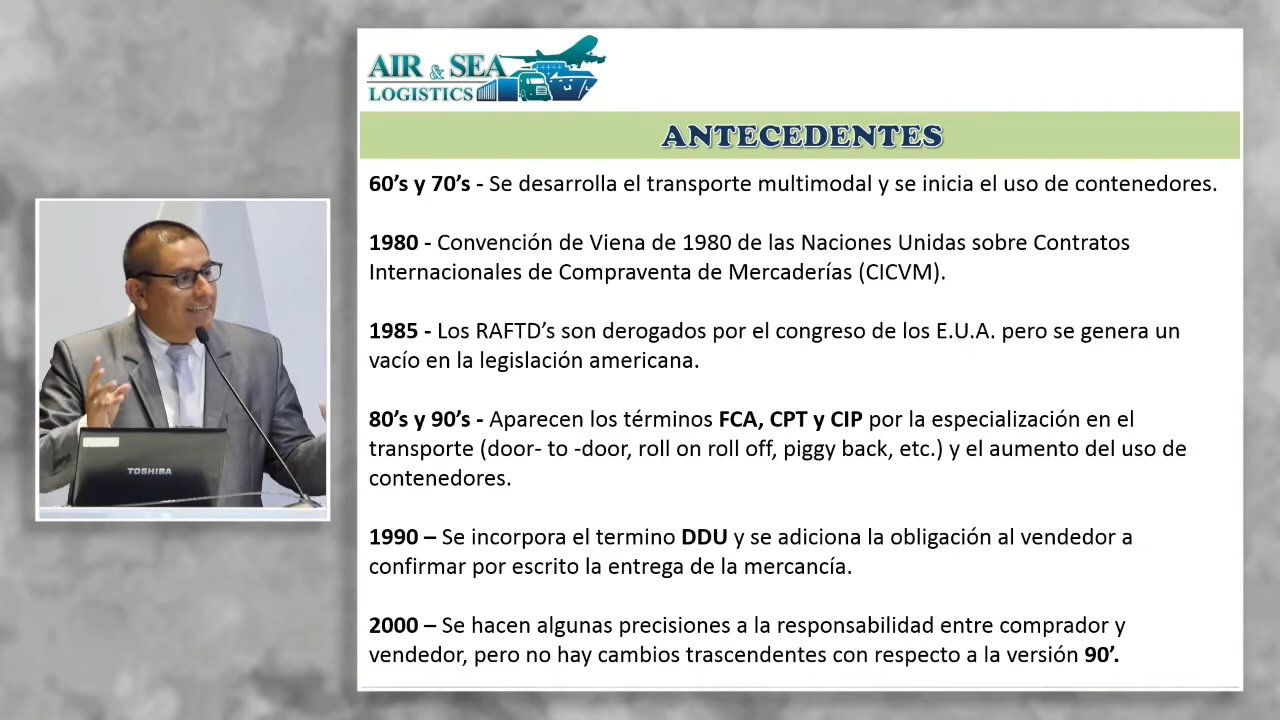 AIR & SEA
LOGISTICS
ANTECEDENTES
60’s y 70’s - Se desarrolla el transporte multimodal y se inicia el uso de contenedores.
1980 - Convención de Viena de 1980 de las Naciones Unidas sobre Contratos
Internacionales de Compraventa de Mercaderías (CICVM).
1985 - Los RAFTD’s son derogados por el congreso de los E.U.A. pero se genera un
vacío en la legislación americana.
80’s y 90’s - Aparecen los términos FCA, CPT y CIP por la especialización en el
transporte (door- to -door, roll on roll off, piggy back, etc.) y el aumento del uso de
contenedores.
1990 – Se incorpora el termino DDU y se adiciona la obligación al vendedor a
confirmar por escrito la entrega de la mercancía.
2000 – Se hacen algunas precisiones a la responsabilidad entre comprador y
vendedor, pero no hay cambios trascendentes con respecto a la versión 90’.
TOSHIBA